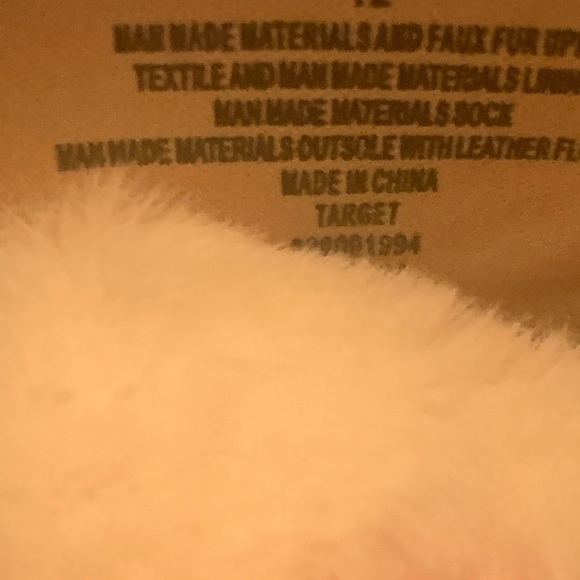 MAN MADE MATERIALS AND FAUX FUR
TEXTILE AND MAN MADE MATERIALS
MAN MADE MATERIALS SOCK
MAN MADE MATERIALS OUTSOLE WITH LEATHER
MADE IN CHINA
TARGET